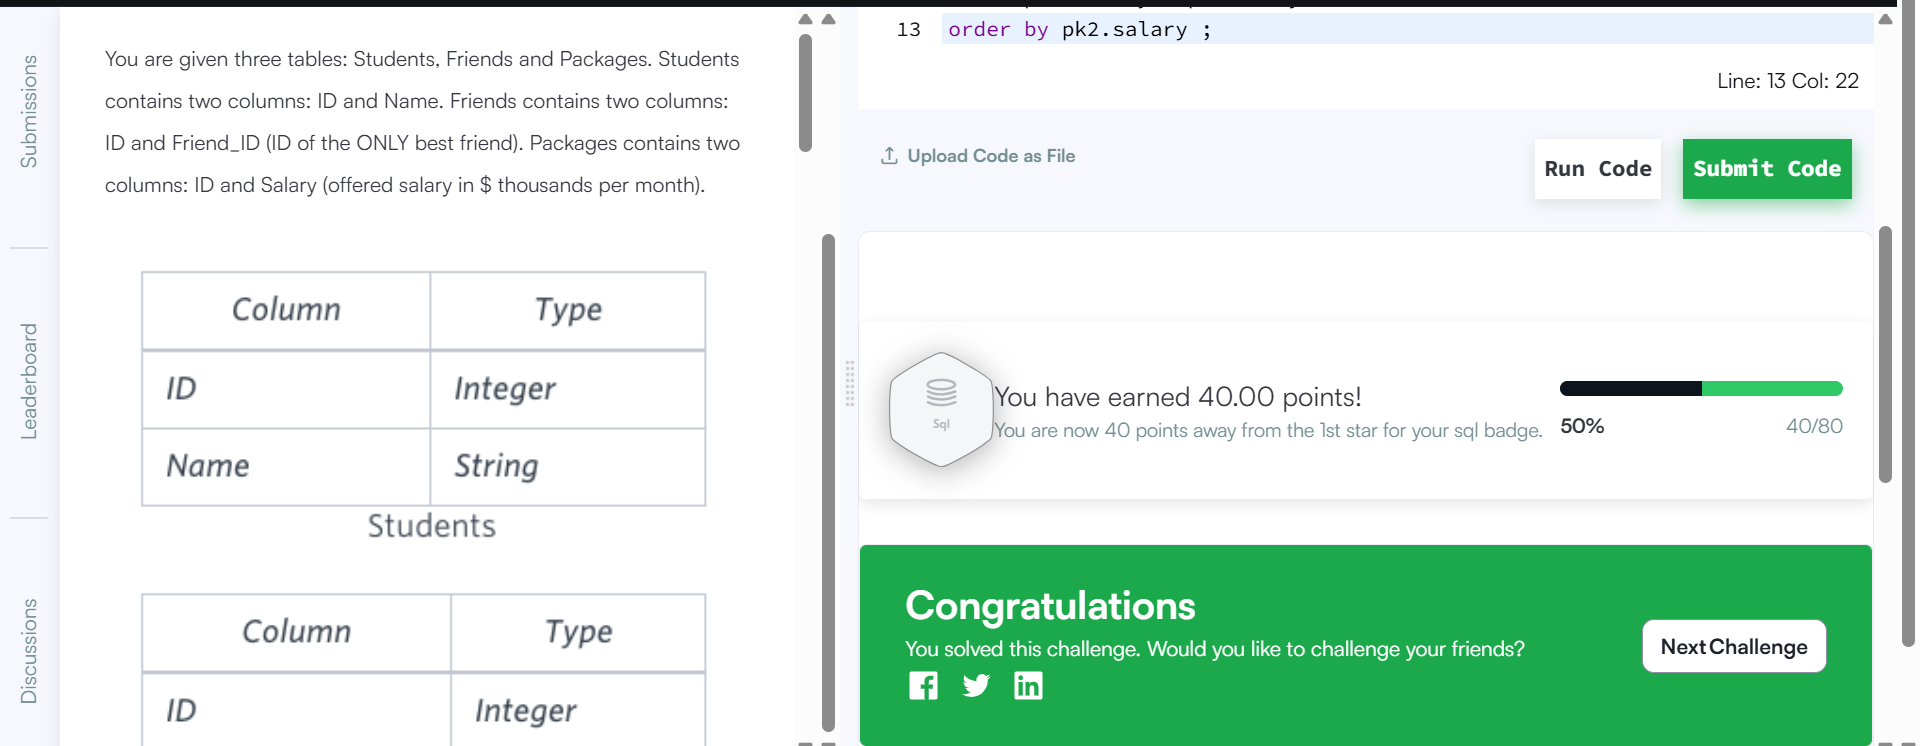 Submissions
Leaderboard
Discussions
You are given three tables: Students, Friends and Packages. Students
contains two columns: ID and Name. Friends contains two columns:
ID and Friend_ID (ID of the ONLY best friend). Packages contains two
columns: ID and Salary (offered salary in $ thousands per month).
Column Type
ID Integer
Name String
Students
Column Type
ID Integer
13 order by pk2.salary ;
Line: 13 Col: 22
Upload Code as File
Run Code
Submit Code
Sql
You have earned 40.00 points!
You are now 40 points away from the 1st star for your sql badge.
50% 40/80
Congratulations
You solved this challenge. Would you like to challenge your friends?
Next Challenge